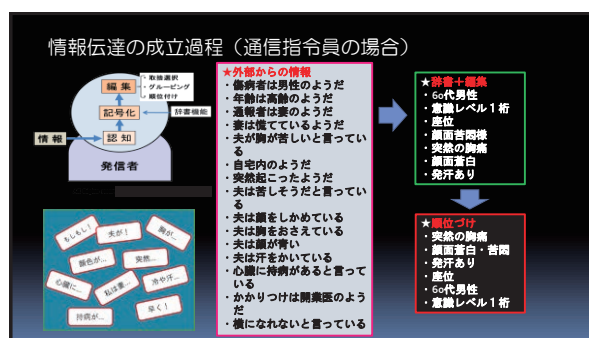 情報伝達の成立過程（通信指令員の場合）
編集
・取捨選択
・グルーピング
・順位付け
記号化
辞書機能
情報
認知
発信者
もしもし！
夫が！
胸が…
顔色が…
突然…
心臓に…
私は妻…
冷や汗…
持病が…
早く！
★外部からの情報
・傷病者は男性のようだ
・年齢は高齢のようだ
・通報者は妻のようだ
・妻は慌てているようだ
・夫が胸が苦しいと言ってい
る
・自宅内のようだ
・突然起こったようだ
・夫は苦しそうだと言ってい
る
・夫は顔をしかめている
・夫は胸をおさえている
・夫は顔が青い
・夫は汗をかいている
・心臓に持病があると言って
いる
・かかりつけは開業医のよう
だ
・横になれないと言っている
★辞書＋編集
・60代男性
・意識レベル１桁
・座位
・顔面苦悶様
・突然の胸痛
・顔面蒼白
・発汗あり
★順位づけ
・突然の胸痛
・顔面蒼白・苦悶
・発汗あり
・座位
・60代男性
・意識レベル１桁